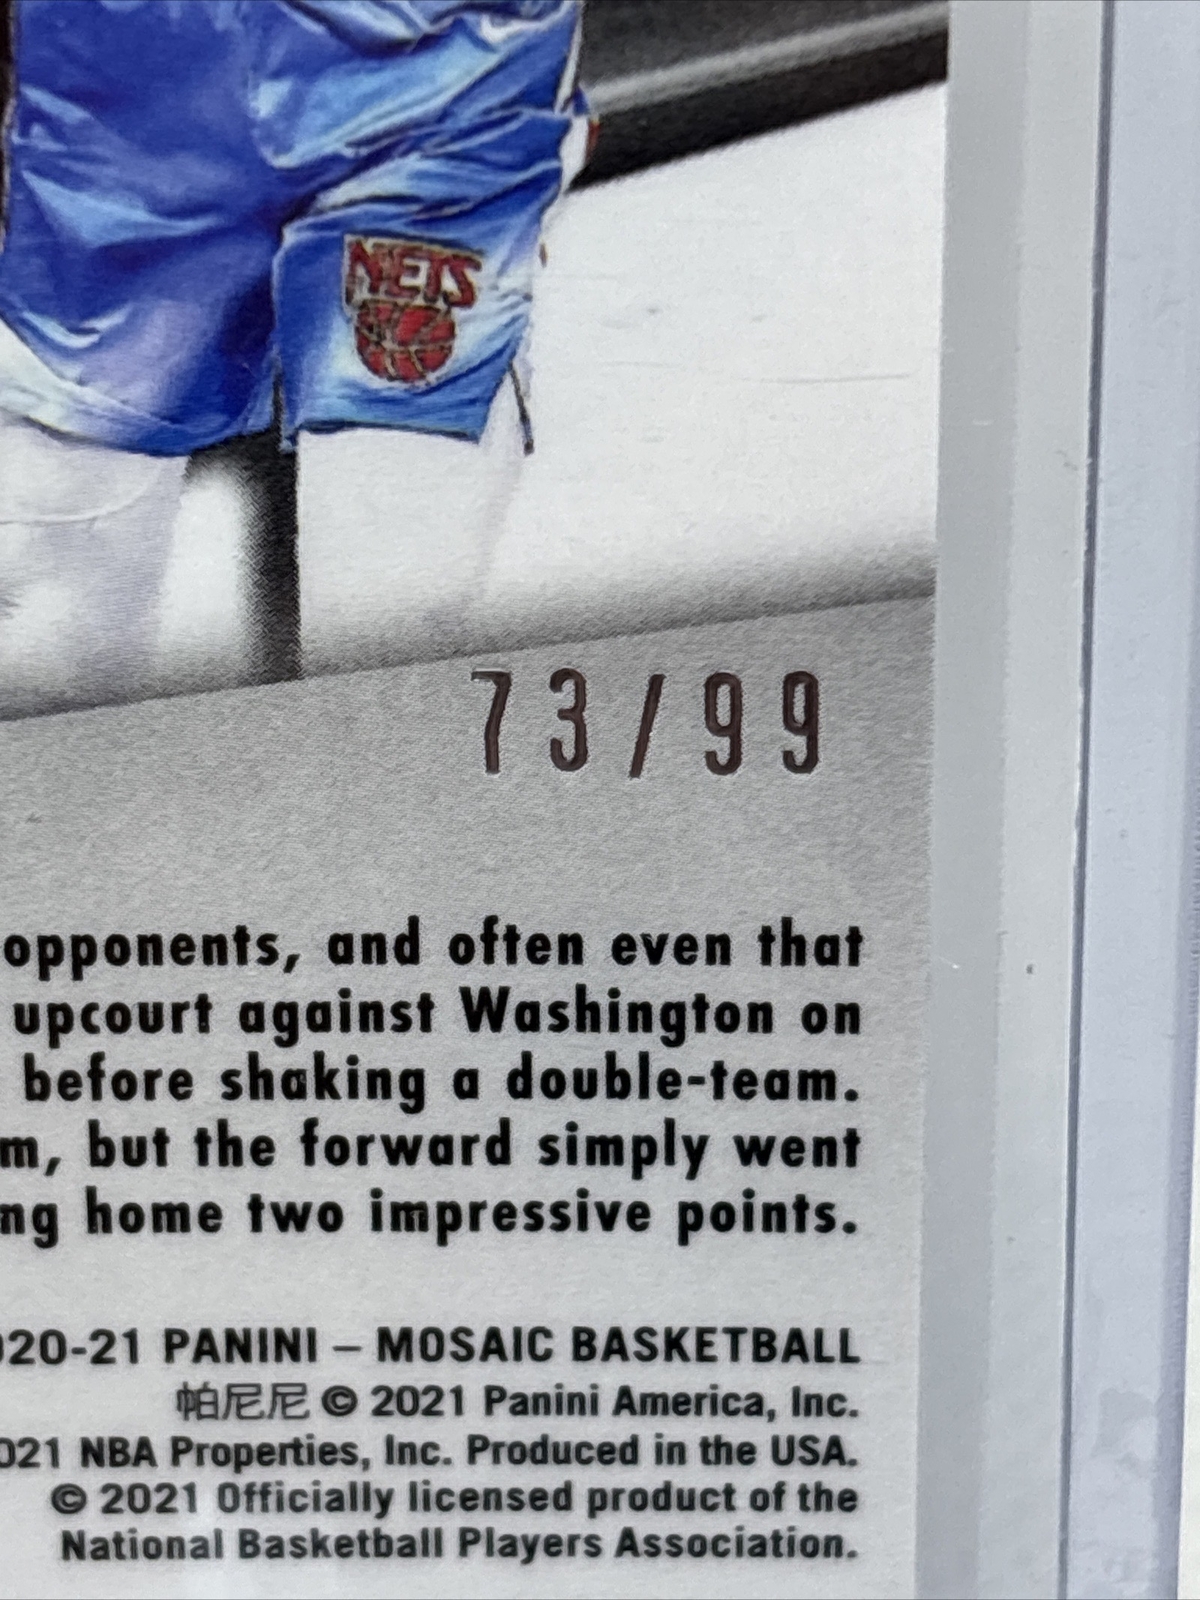 NETS
73/99
opponents, and often even that
upcourt against Washington on
before shaking a double-team.
m, but the forward simply went
ng home two impressive points.
020-21 PANINI – MOSAIC BASKETBALL
帕尼尼 © 2021 Panini America, Inc.
021 NBA Properties, Inc. Produced in the USA.
© 2021 Officially licensed product of the
National Basketball Players Association.